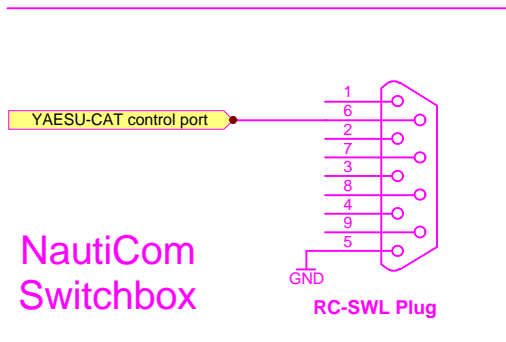 1
6
YAESU-CAT control port
2
7
3
8
4
9
5
NautiCom
Switchbox
GND
RC-SWL Plug